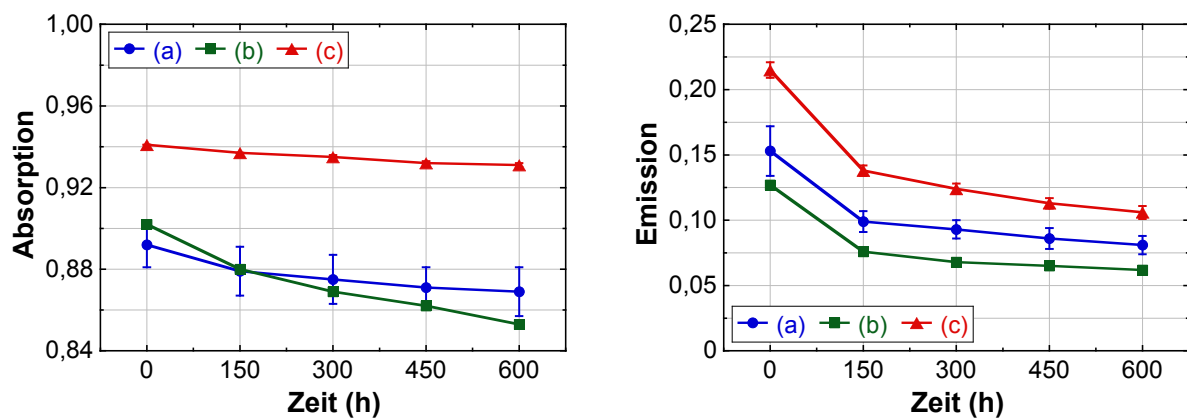 1,00
0,96
0,92
0,88
0,84
Absorption
(a) (b) (c)
0 150 300 450 600
Zeit (h)
0,25
0,20
0,15
0,10
0,05
0
Emission
(a) (b) (c)
0 150 300 450 600
Zeit (h)